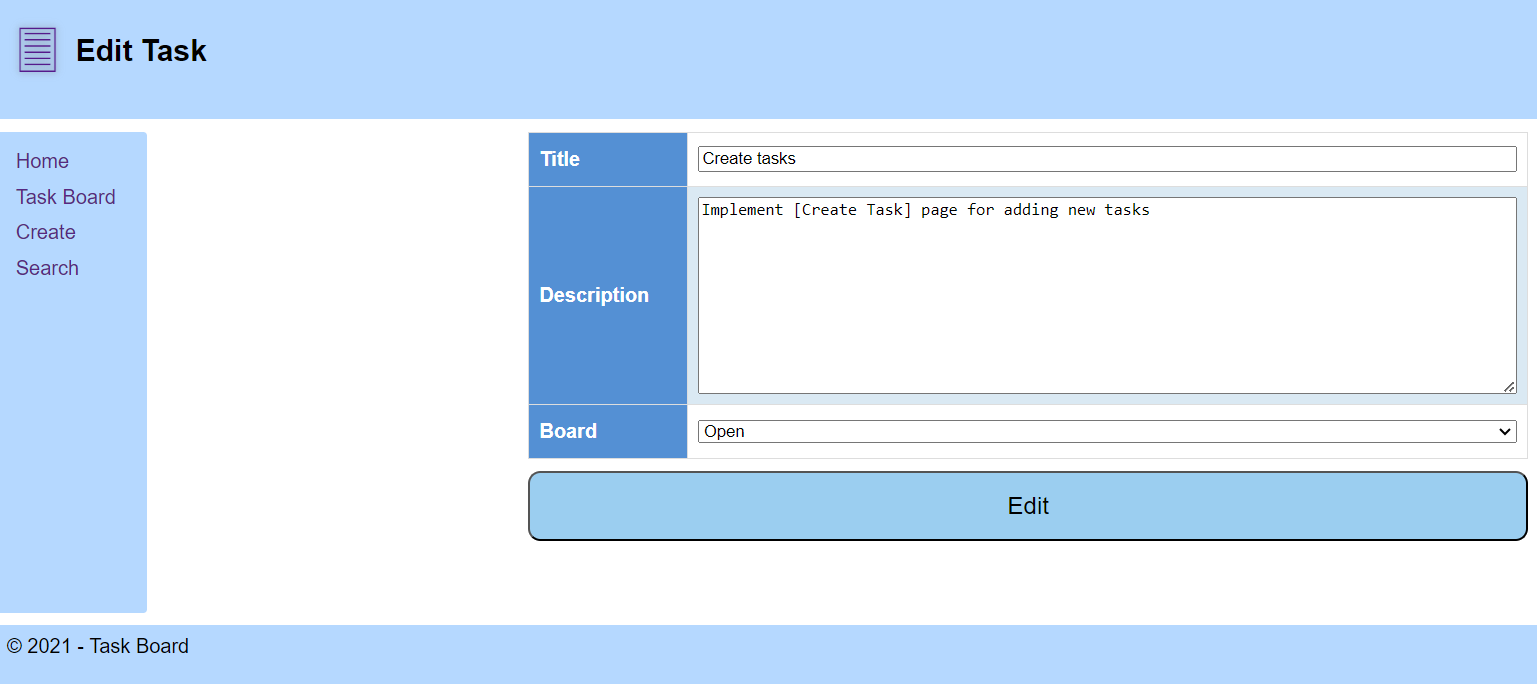 Edit Task
Home
Task Board
Create
Search
Title
Create tasks
Description
Implement [Create Task] page for adding new tasks
Board
Open
Edit
© 2021 - Task Board